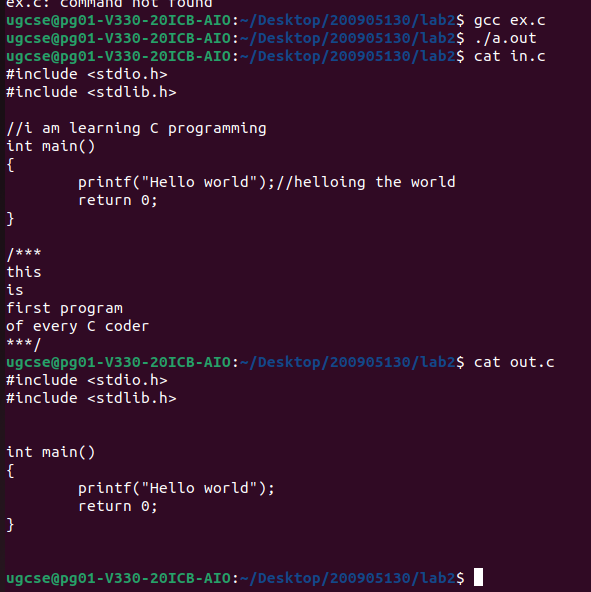 ex.c: command not found
ugcse@pg01-V330-20ICB-AIO:~/Desktop/200905130/lab2$ gcc ex.c
ugcse@pg01-V330-20ICB-AIO:~/Desktop/200905130/lab2$ ./a.out
ugcse@pg01-V330-20ICB-AIO:~/Desktop/200905130/lab2$ cat in.c
#include <stdio.h>
#include <stdlib.h>

//i am learning C programming
int main()
{
        printf("Hello world");//helloing the world
        return 0;
}

/***
this
is
first program
of every C coder
***/
ugcse@pg01-V330-20ICB-AIO:~/Desktop/200905130/lab2$ cat out.c
#include <stdio.h>
#include <stdlib.h>


int main()
{
        printf("Hello world");
        return 0;
}


ugcse@pg01-V330-20ICB-AIO:~/Desktop/200905130/lab2$